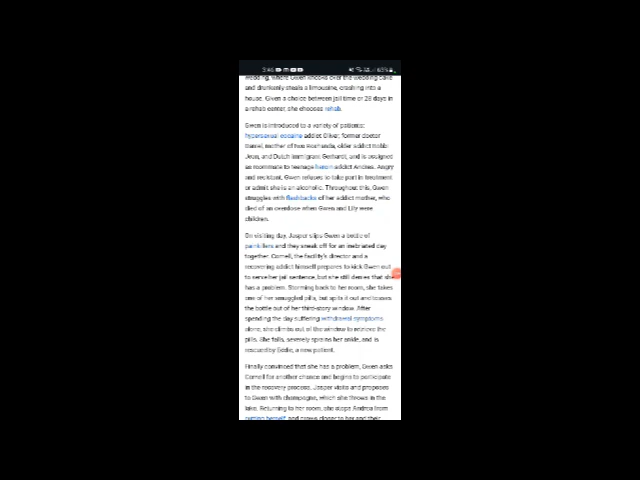 wedding, where Gwen knocks over the wedding cake
and drunkenly steals a limousine, crashing into a
house. Given a choice between jail time or 28 days in
a rehab center, she chooses rehab.
Gwen is introduced to a variety of patients:
hypersexual cocaine addict Oliver, former doctor
Daniel, mother of two Roshanda, older addict Bobbi
Jean, and Dutch immigrant Gerhardt, and is assigned
as roommate to teenage heroin addict Andrea. Angry
and resistant, Gwen refuses to take part in treatment
or admit she is an alcoholic. Throughout this, Gwen
struggles with flashbacks of her addict mother, who
died of an overdose when Gwen and Lily were
children.
On visiting day, Jasper slips Gwen a bottle of
painkillers and they sneak off for an inebriated day
together. Cornell, the facility's director and a
recovering addict himself prepares to kick Gwen out
to serve her jail sentence, but she still denies that she
has a problem. Storming back to her room, she takes
one of her smuggled pills, but spits it out and tosses
the bottle out of her third-story window. After
spending the day suffering withdrawal symptoms
alone, she climbs out of the window to retrieve the
pills. She falls, severely sprains her ankle, and is
rescued by Eddie, a new patient.
Finally convinced that she has a problem, Gwen asks
Cornell for another chance and begins to participate
in the recovery process. Jasper visits and proposes
to Gwen with champagne, which she throws in the
lake. Returning to her room, she stops Andrea from
cutting herself, and grows closer to her and their